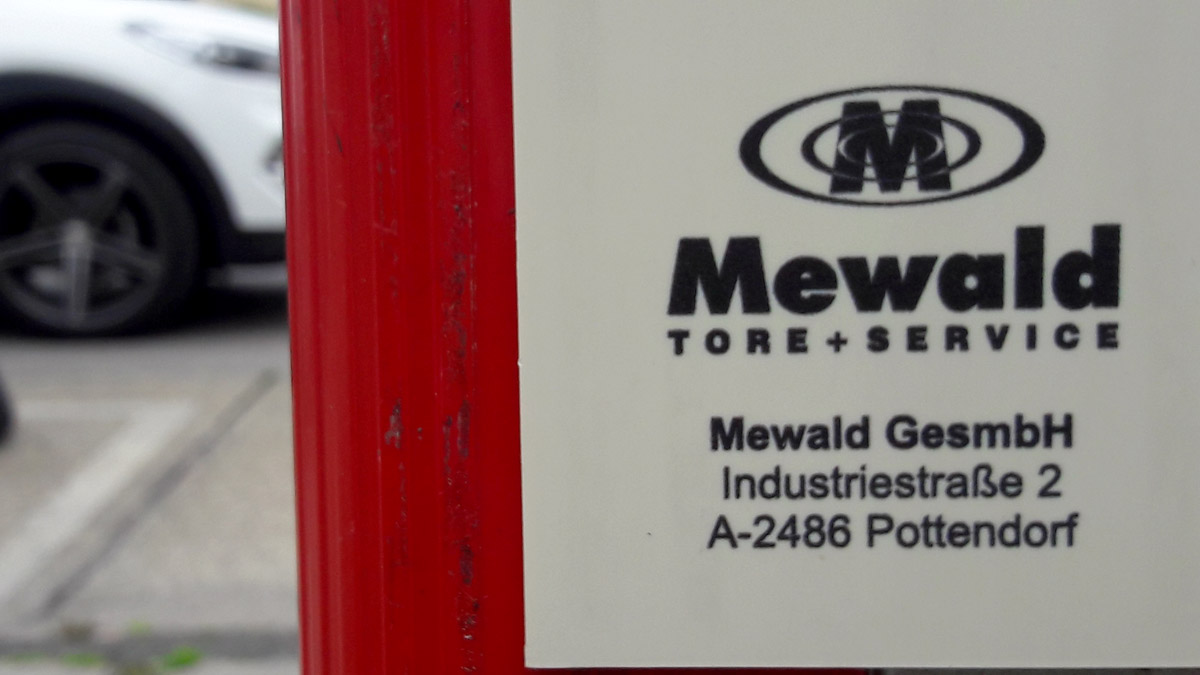 M
Mewald
TORE + SERVICE
Mewald GesmbH
Industriestraße 2
A-2486 Pottendorf